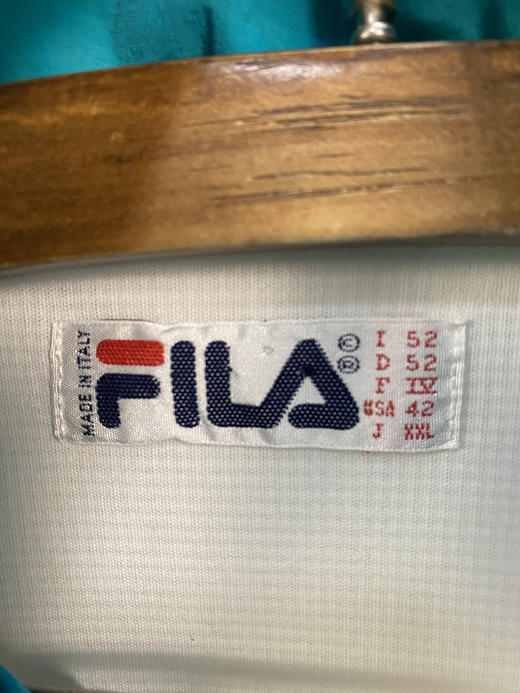 MADE IN ITALY
FILA
©
®
I 52
D 52
F IV
USA 42
J XXL